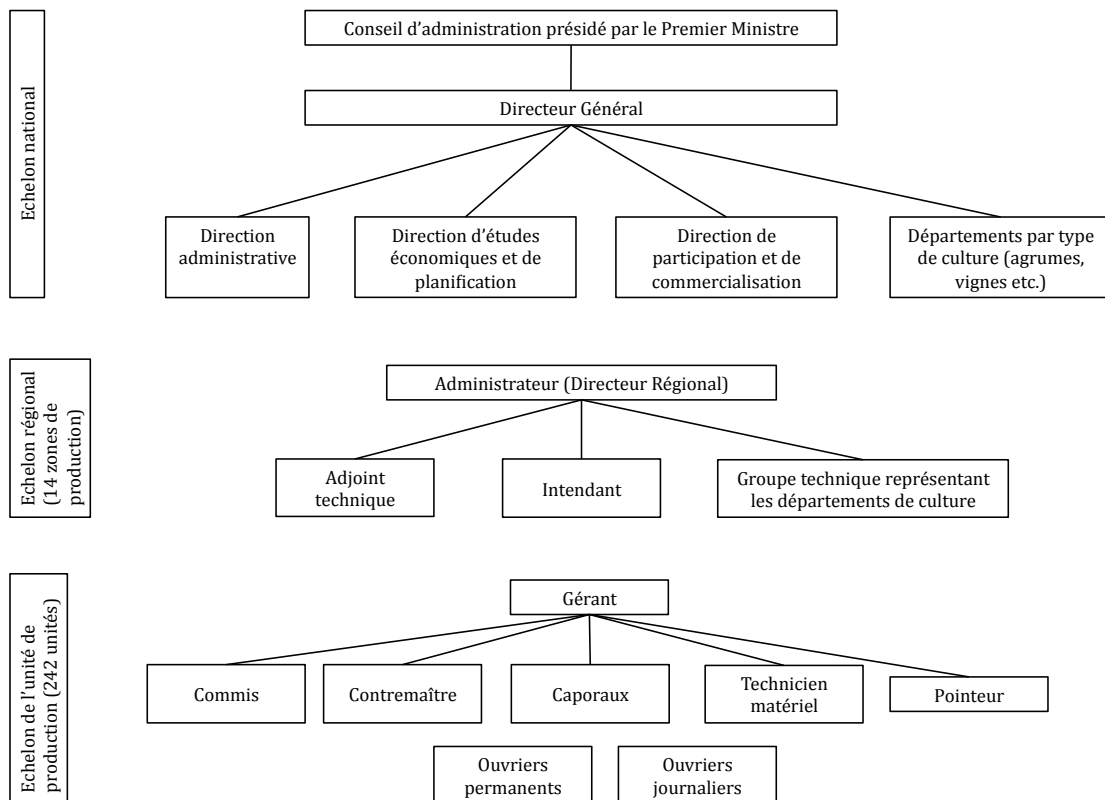 Echelon national
Conseil d'administration présidé par le Premier Ministre
Directeur Général
Direction
administrative
Direction d'études
économiques et de
planification
Direction de
participation et de
commercialisation
Départements par type
de culture (agrumes,
vignes etc.)
Echelon régional
(14 zones de
production)
Administrateur (Directeur Régional)
Adjoint
technique
Intendant
Groupe technique représentant
les départements de culture
Echelon de l'unité de
production (242 unités)
Gérant
Commis
Contremaître
Caporaux
Technicien
matériel
Pointeur
Ouvriers
permanents
Ouvriers
journaliers